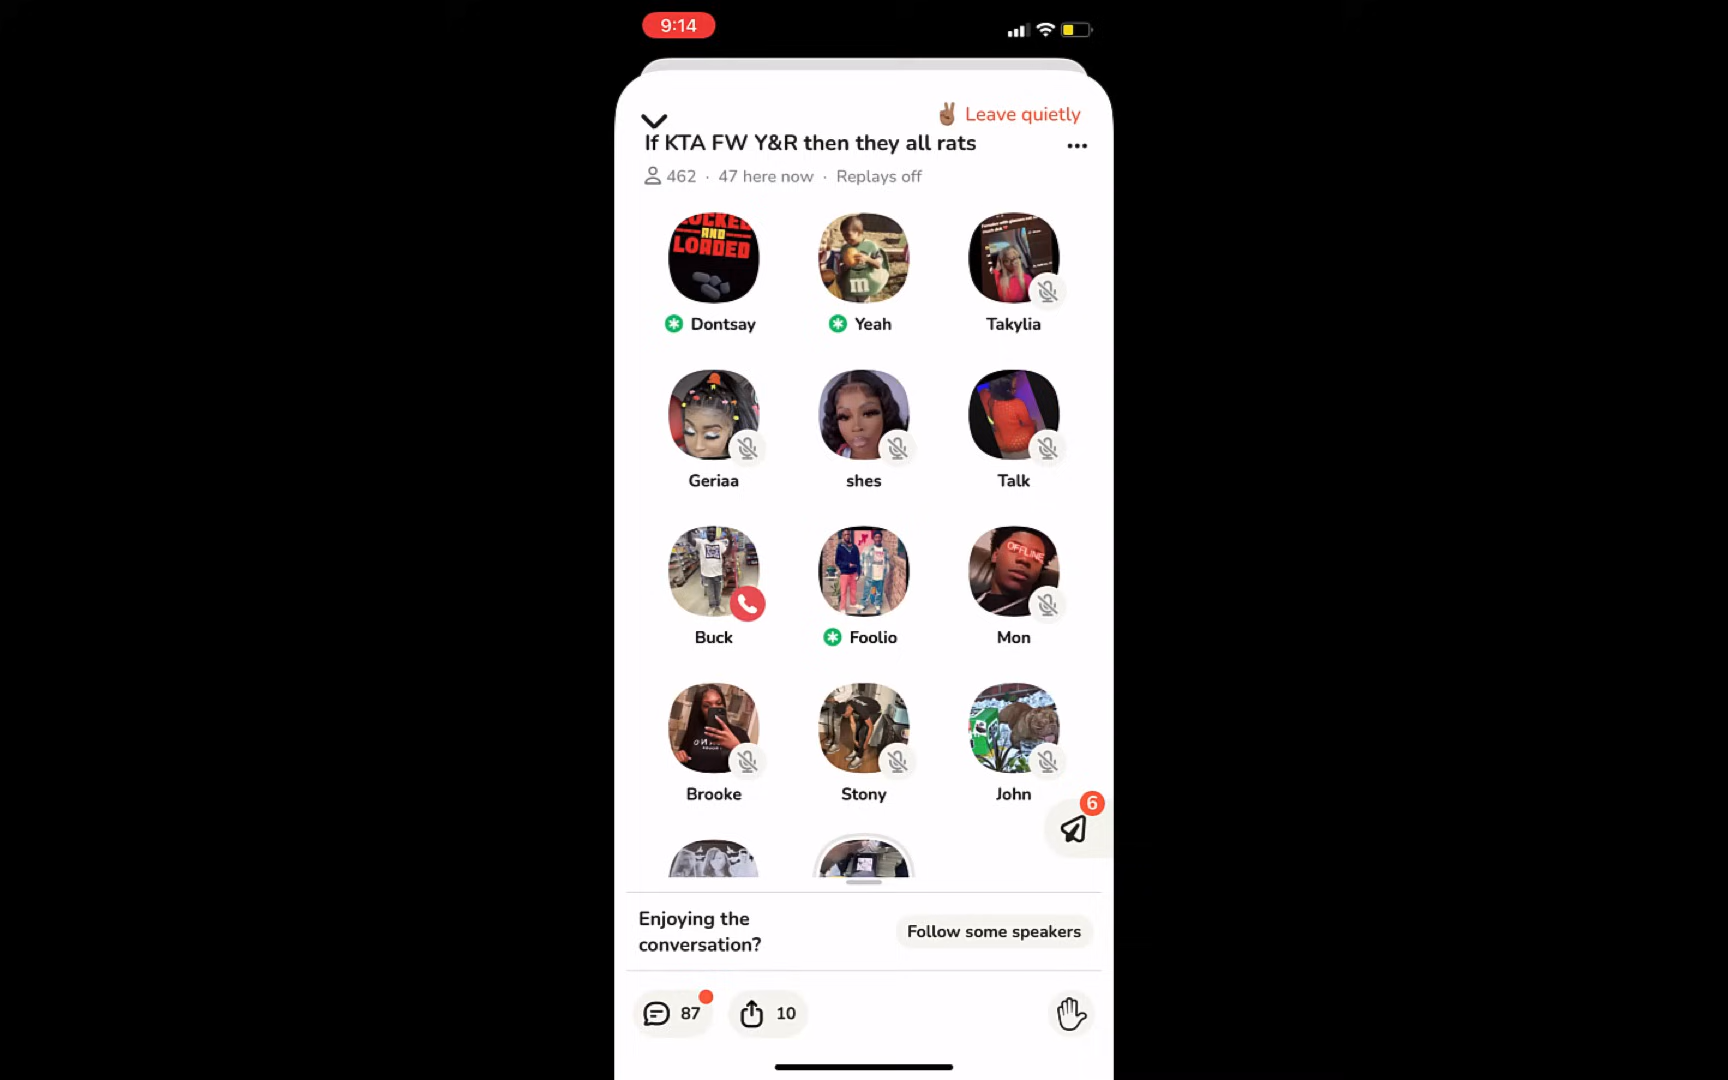 9:14
Leave quietly
If KTA FW Y&R then they all rats
462 · 47 here now · Replays off
AND
LOADED
m
Dontsay
Yeah
Takylia
Geriaa
shes
Talk
OFFLINE
Buck
Foolio
Mon
Brooke
Stony
John
6
Enjoying the
conversation?
Follow some speakers
87
10